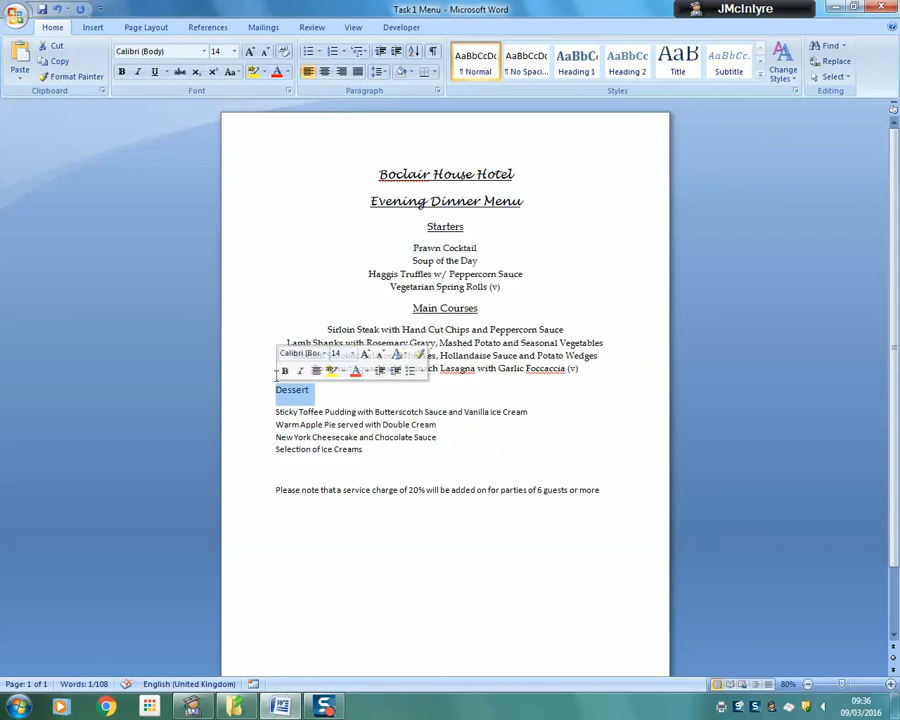 Task1 Menu - Microsoft Word
JMcIntyre
Home Insert Page Layout References Mailings Review View Developer
Cut
Copy
Format Painter
Paste
Clipboard
Calibri (Body) 14
Font
Paragraph
AaBbCcDc AaBbCcDc AaBbCc AaBbCc AaB AaBbCc.
¶ Normal ¶ No Spaci... Heading 1 Heading 2 Title Subtitle
Change Styles
Styles
Find
Replace
Select
Editing
Boclair House Hotel
Evening Dinner Menu
Starters
Prawn Cocktail
Soup of the Day
Haggis Truffles w/ Peppercorn Sauce
Vegetarian Spring Rolls (v)
Main Courses
Sirloin Steak with Hand Cut Chips and Peppercorn Sauce
Lamb Shanks with Rosemary Gravy, Mashed Potato and Seasonal Vegetables
Calibri (Bo 14
Hollandaise Sauce and Potato Wedges
Lasagna with Garlic Foccaccia (v)
Dessert
Sticky Toffee Pudding with Butterscotch Sauce and Vanilla Ice Cream
Warm Apple Pie served with Double Cream
New York Cheesecake and Chocolate Sauce
Selection of Ice Creams
Please note that a service charge of 20% will be added on for parties of 6 guests or more
Page: 1 of 1 Words: 1/108 English (United Kingdom) 80%
09:36
09/03/2016